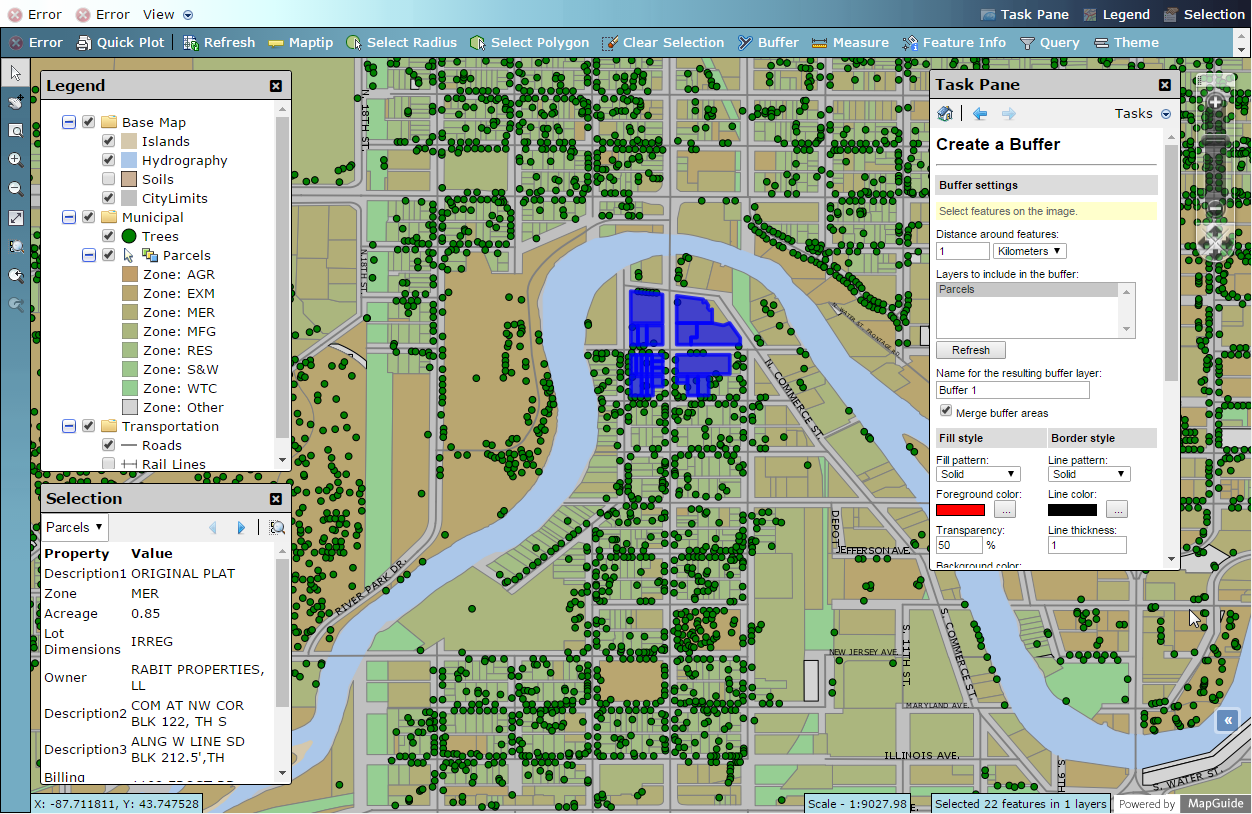 Error Error View Task Pane Legend Selection
Error Quick Plot Refresh Maptip Select Radius Select Polygon Clear Selection Buffer Measure Feature Info Query Theme
Legend
Base Map
Islands
Hydrography
Soils
CityLimits
Municipal
Trees
Parcels
Zone: AGR
Zone: EXM
Zone: MER
Zone: MFG
Zone: RES
Zone: S&W
Zone: WTC
Zone: Other
Transportation
Roads
Rail Lines
Selection
Parcels
Property Value
Description1 ORIGINAL PLAT
Zone MER
Acreage 0.85
Lot Dimensions IRREG
Owner RABIT PROPERTIES, LL
Description2 COM AT NW COR BLK 122, TH S
Description3 ALNG W LINE SD BLK 212.5',TH
Billing
N. 18TH ST.
N. 18TH ST.
RIVER PARK DR.
N. COMMERCE ST.
N. WATER ST. FRONTAGE RD.
DEPOT
JEFFERSON AVE.
S. COMMERCE ST.
S. 11TH ST.
NEW JERSEY AVE.
MARYLAND AVE.
ILLINOIS AVE.
S. 9TH
S. WATER ST.
Task Pane
Tasks
Create a Buffer
Buffer settings
Select features on the image.
Distance around features:
1 Kilometers
Layers to include in the buffer:
Parcels
Refresh
Name for the resulting buffer layer:
Buffer 1
Merge buffer areas
Fill style Border style
Fill pattern: Line pattern:
Solid Solid
Foreground color: Line color:
... ...
Transparency: Line thickness:
50 % 1
Background color:
«
X: -87.711811, Y: 43.747528
Scale - 1:9027.98
E.
Selected 22 features in 1 layers
Powered by MapGuide